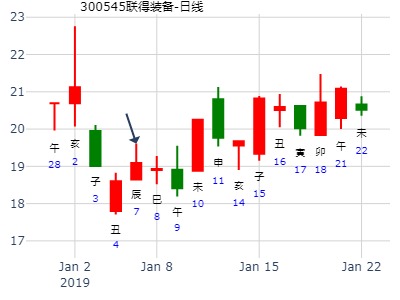 300545联得装备-日线
23
22
21
20
19
18
17
午
28
亥
2
子
3
丑
4
辰
7
巳
8
午
9
未
10
申
11
亥
14
子
15
丑
16
寅
17
卯
18
午
21
未
22
Jan 2
2019
Jan 8
Jan 15
Jan 22